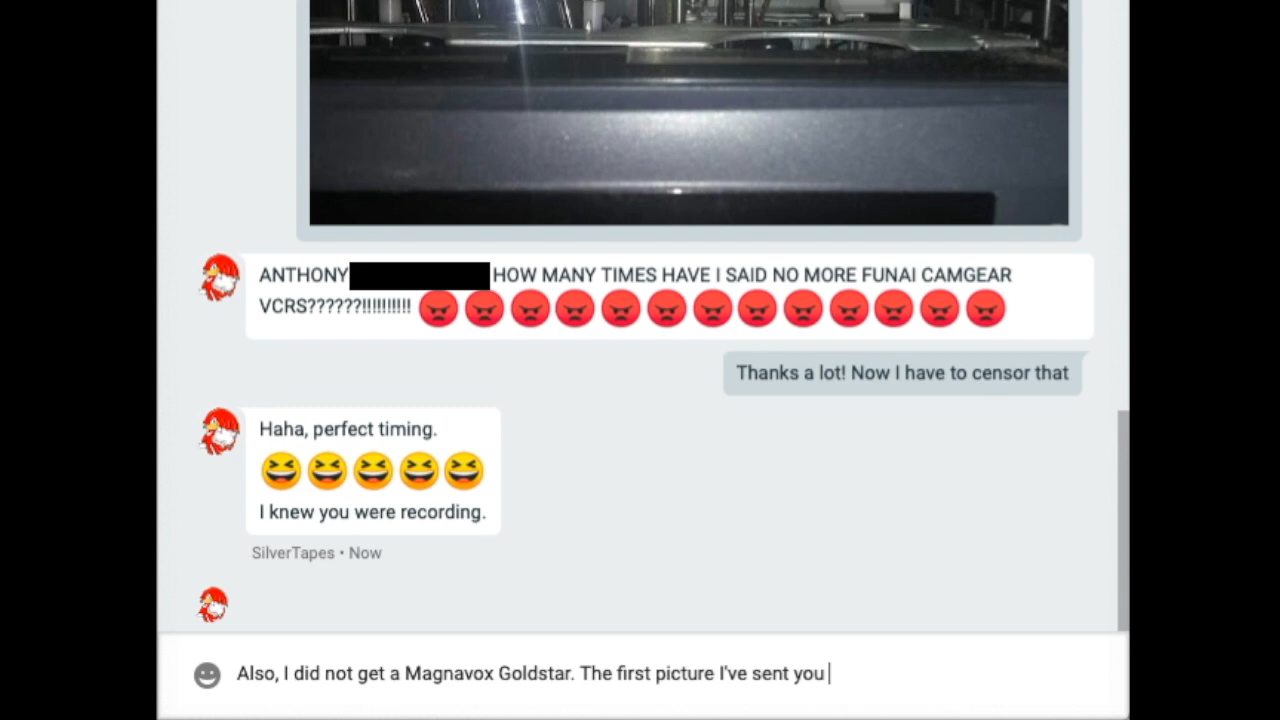 ANTHONY HOW MANY TIMES HAVE I SAID NO MORE FUNAI CAMGEAR
VCRS??????!!!!!!!!!! 😡😡😡😡😡😡😡😡😡😡😡😡😡
Thanks a lot! Now I have to censor that
Haha, perfect timing.
😆😆😆😆😆
I knew you were recording.
SilverTapes • Now
Also, I did not get a Magnavox Goldstar. The first picture I've sent you